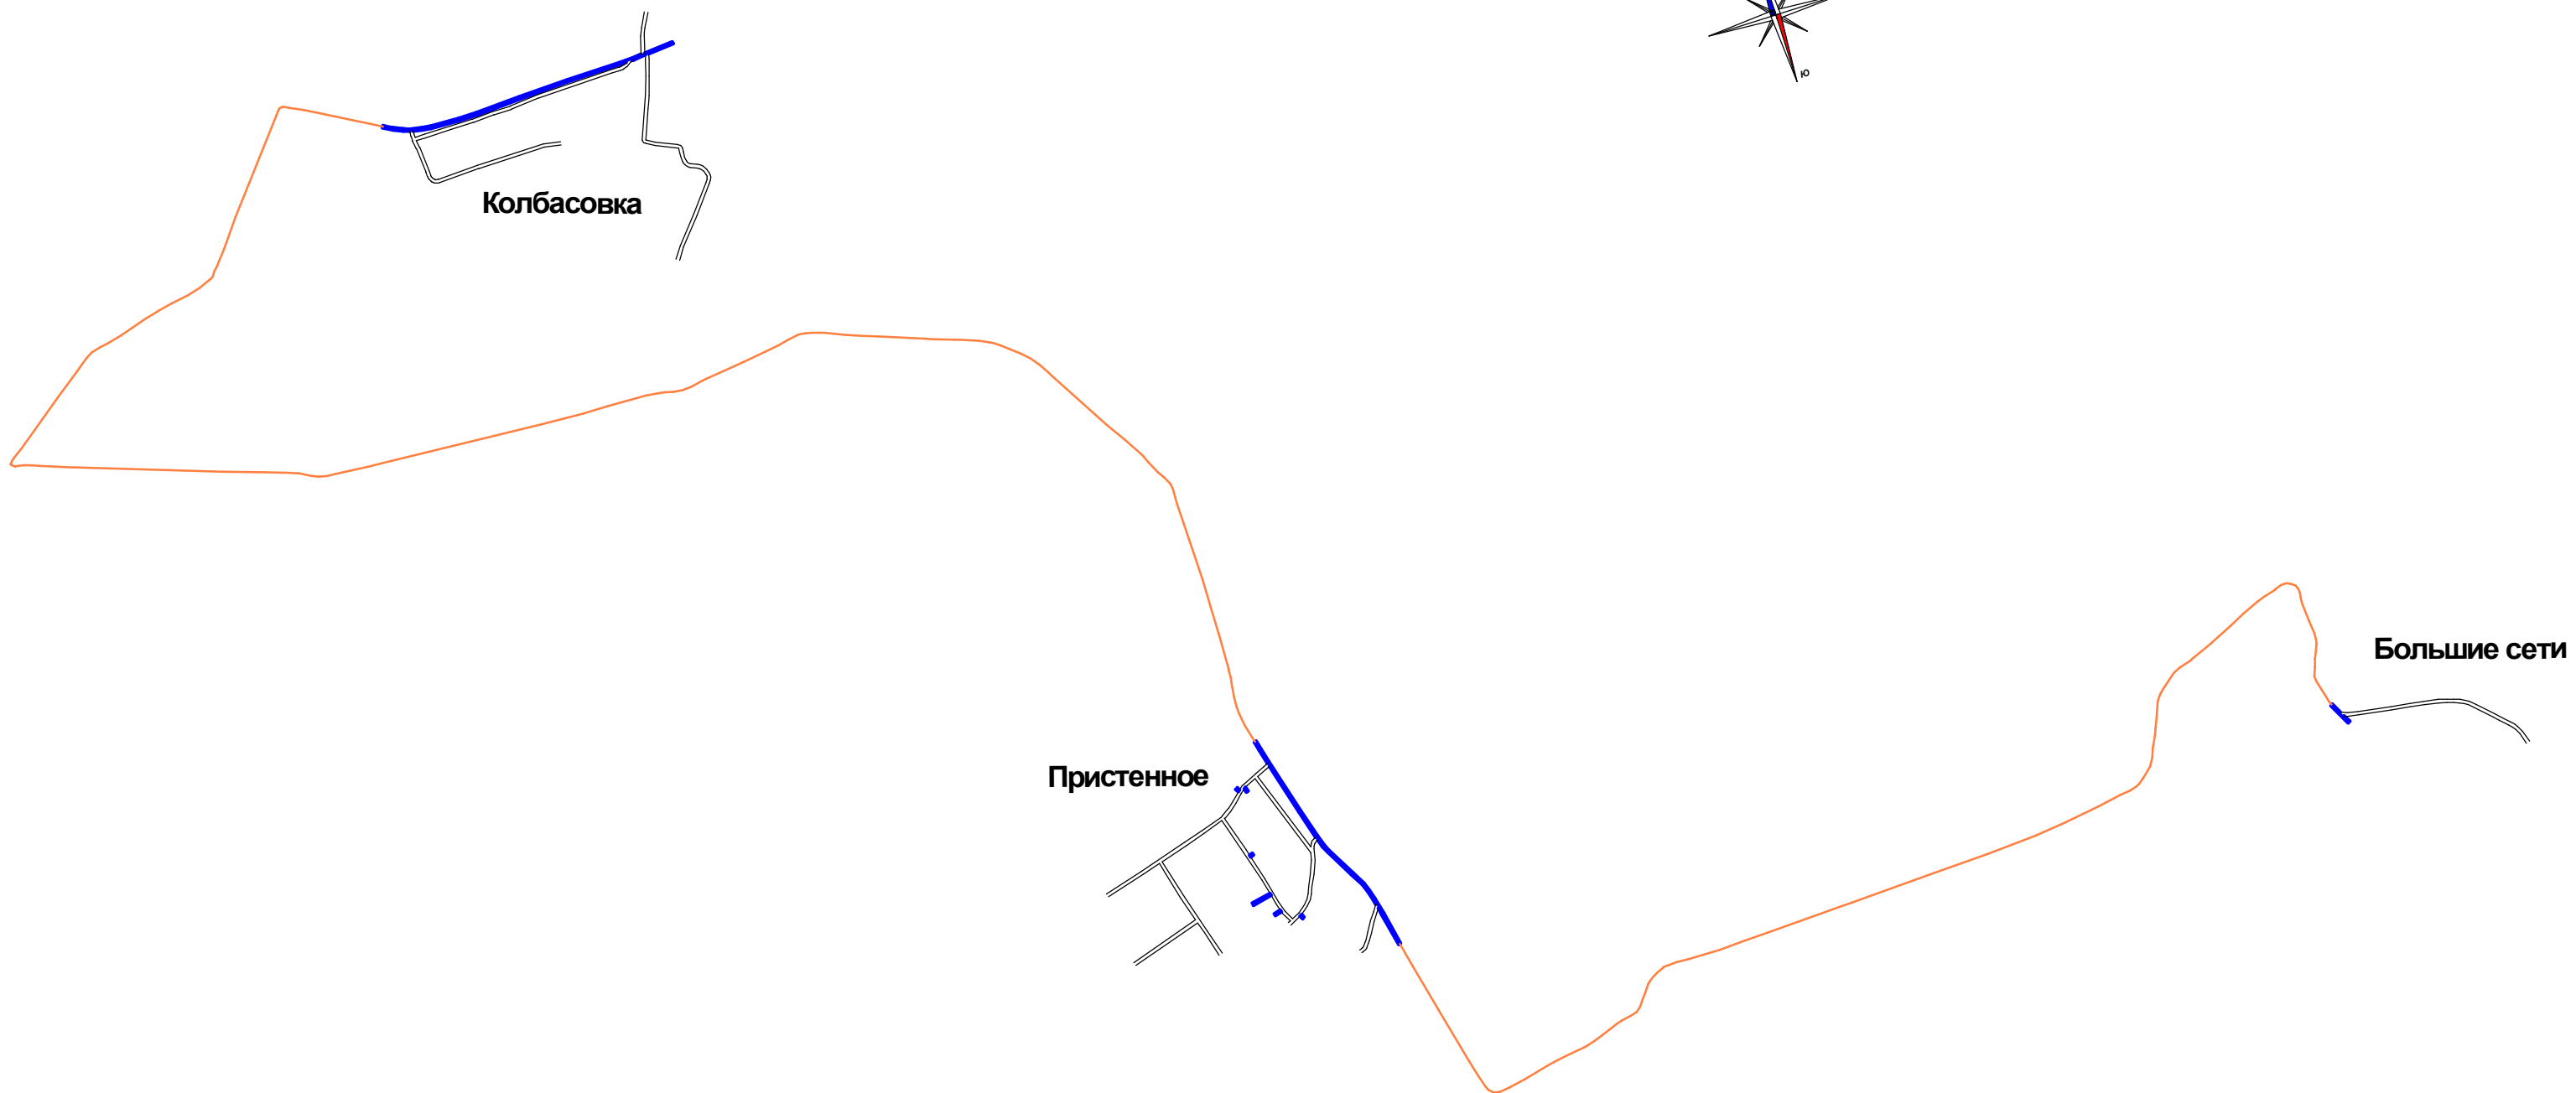 ю
Колбасовка
Большие сети
Пристенное